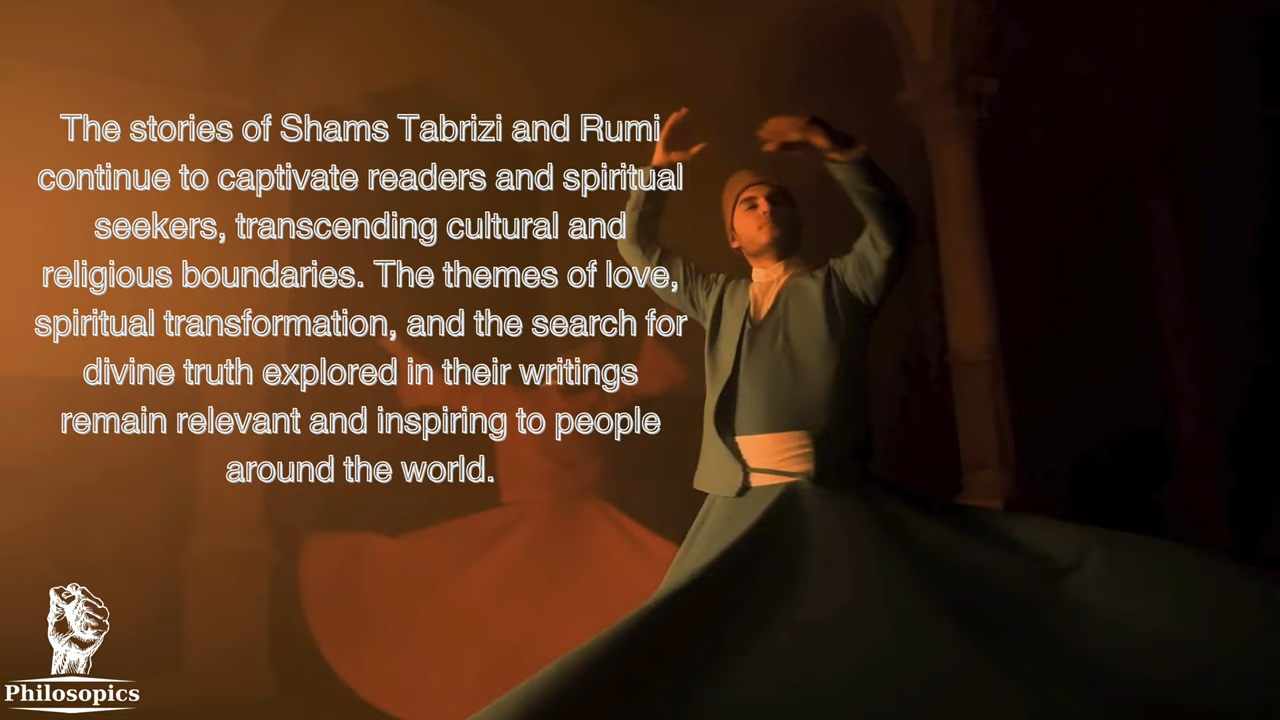 The stories of Shams Tabrizi and Rumi
continue to captivate readers and spiritual
seekers, transcending cultural and
religious boundaries. The themes of love,
spiritual transformation, and the search for
divine truth explored in their writings
remain relevant and inspiring to people
around the world.
Philosopics